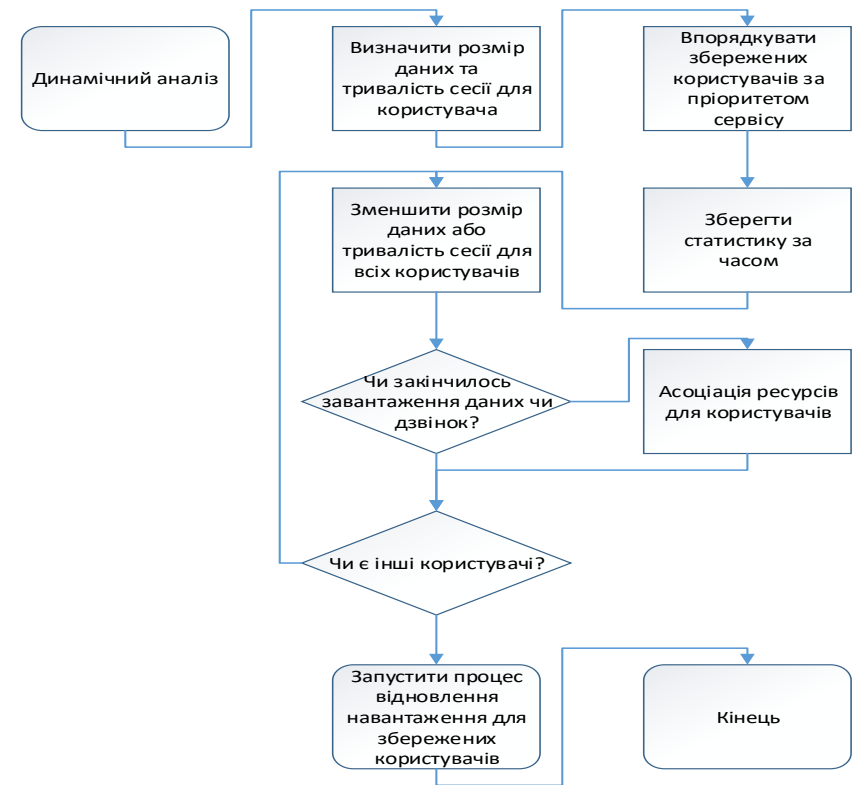 Динамічний аналіз
Визначити розмір
даних та
тривалість сесії для
користувача
Впорядкувати
збережених
користувачів за
пріоритетом
сервісу
Зменшити розмір
даних або
тривалість сесії для
всіх користувачів
Зберегти
статистику за
часом
Чи закінчилось
завантаження даних чи
дзвінок?
Асоціація ресурсів
для користувачів
Чи є інші користувачі?
Запустити процес
відновлення
навантаження для
збережених
користувачів
Кінець